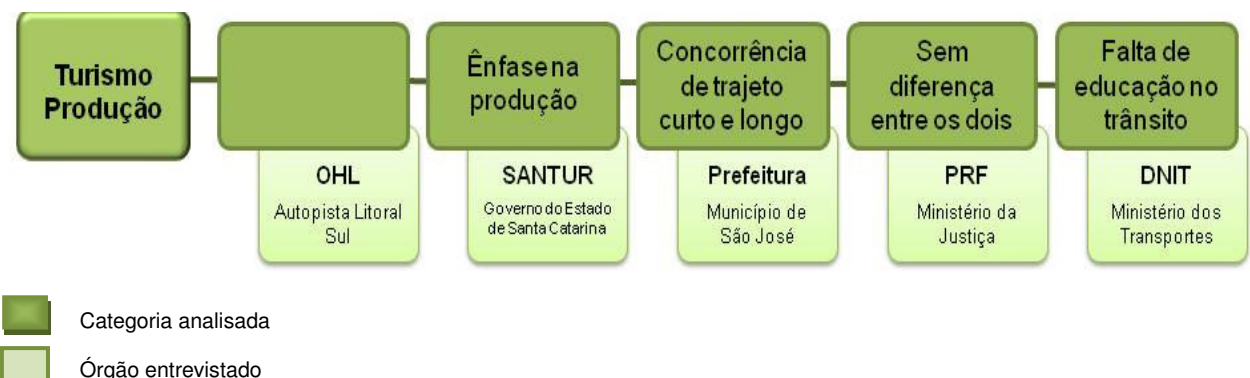 Turismo
Produção
Ênfase na
produção
Concorrência
de trajeto
curto e longo
Sem
diferença
entre os dois
Falta de
educação no
trânsito
OHL
Autopista Litoral
Sul
SANTUR
Governo do Estado
de Santa Catarina
Prefeitura
Município de
São José
PRF
Ministério da
Justiça
DNIT
Ministério dos
Transportes
Categoria analisada
Órgão entrevistado